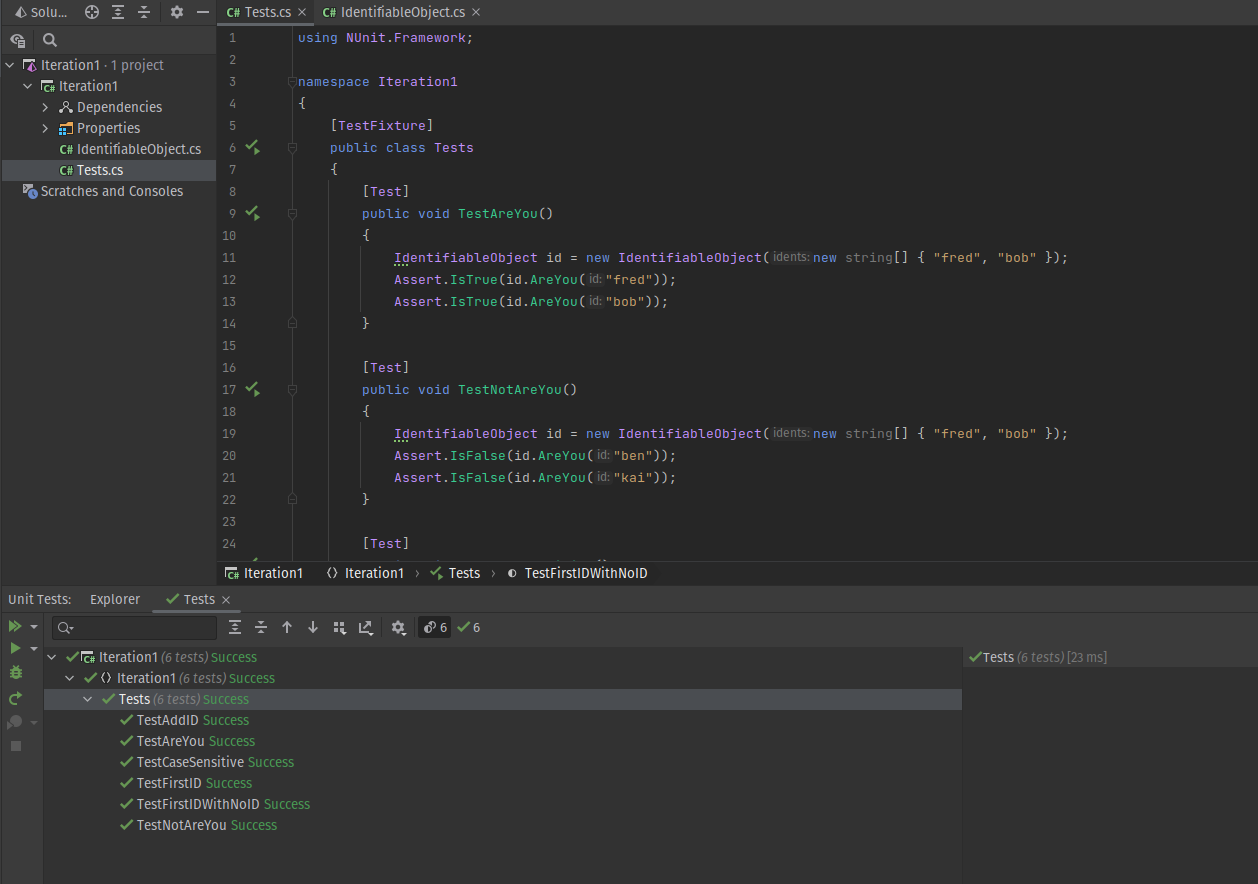 Solu...
Iteration1 · 1 project
Iteration1
Dependencies
Properties
C# IdentifiableObject.cs
C# Tests.cs
Scratches and Consoles
C# Tests.cs ×
C# IdentifiableObject.cs ×
1 using NUnit.Framework;
2
3 namespace Iteration1
4 {
5 [TestFixture]
6 public class Tests
7 {
8 [Test]
9 public void TestAreYou()
10 {
11 IdentifiableObject id = new IdentifiableObject( idents: new string[] { "fred", "bob" });
12 Assert.IsTrue(id.AreYou( id: "fred"));
13 Assert.IsTrue(id.AreYou( id: "bob"));
14 }
15
16 [Test]
17 public void TestNotAreYou()
18 {
19 IdentifiableObject id = new IdentifiableObject( idents: new string[] { "fred", "bob" });
20 Assert.IsFalse(id.AreYou( id: "ben"));
21 Assert.IsFalse(id.AreYou( id: "kai"));
22 }
23
24 [Test]
C# Iteration1 Iteration1 › Tests › TestFirstIDWithNoID
Unit Tests: Explorer Tests ×
6 6
Iteration1 (6 tests) Success
Iteration1 (6 tests) Success
Tests (6 tests) Success
TestAddID Success
TestAreYou Success
TestCaseSensitive Success
TestFirstID Success
TestFirstIDWithNoID Success
TestNotAreYou Success
Tests (6 tests) [23 ms]